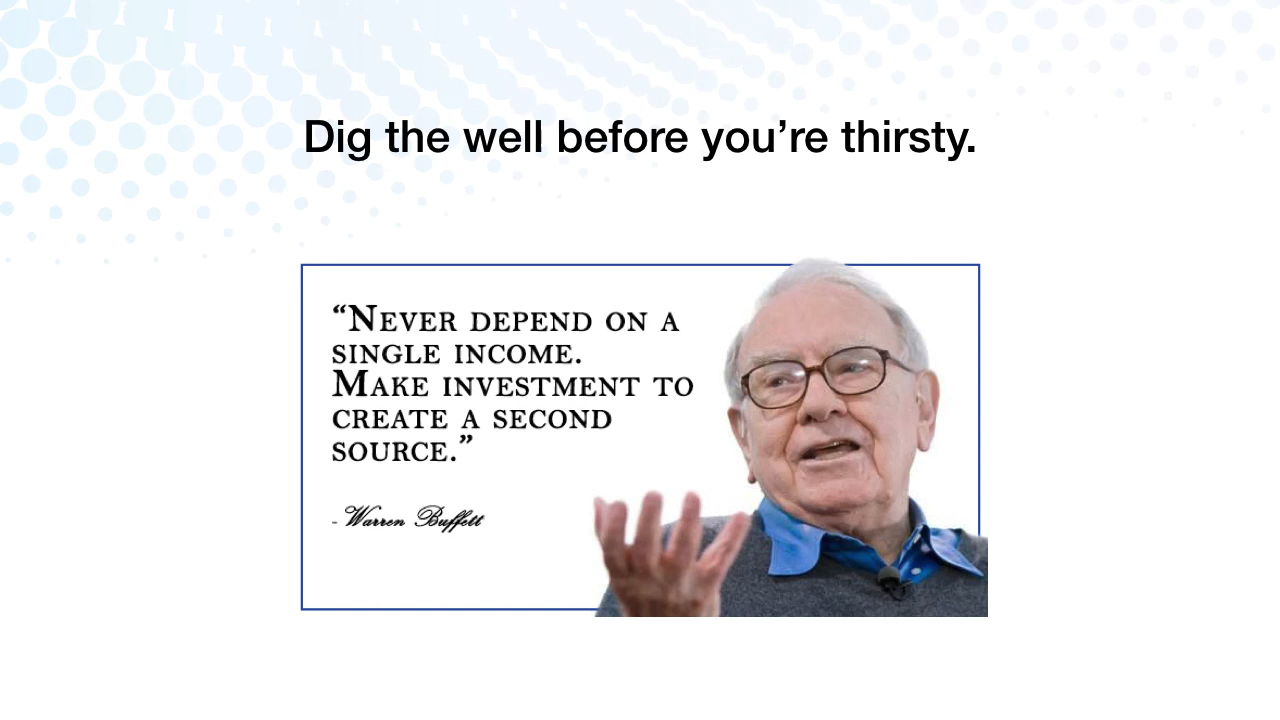 Dig the well before you’re thirsty.
“Never depend on a
single income.
Make investment to
create a second
source.”
- Warren Buffett